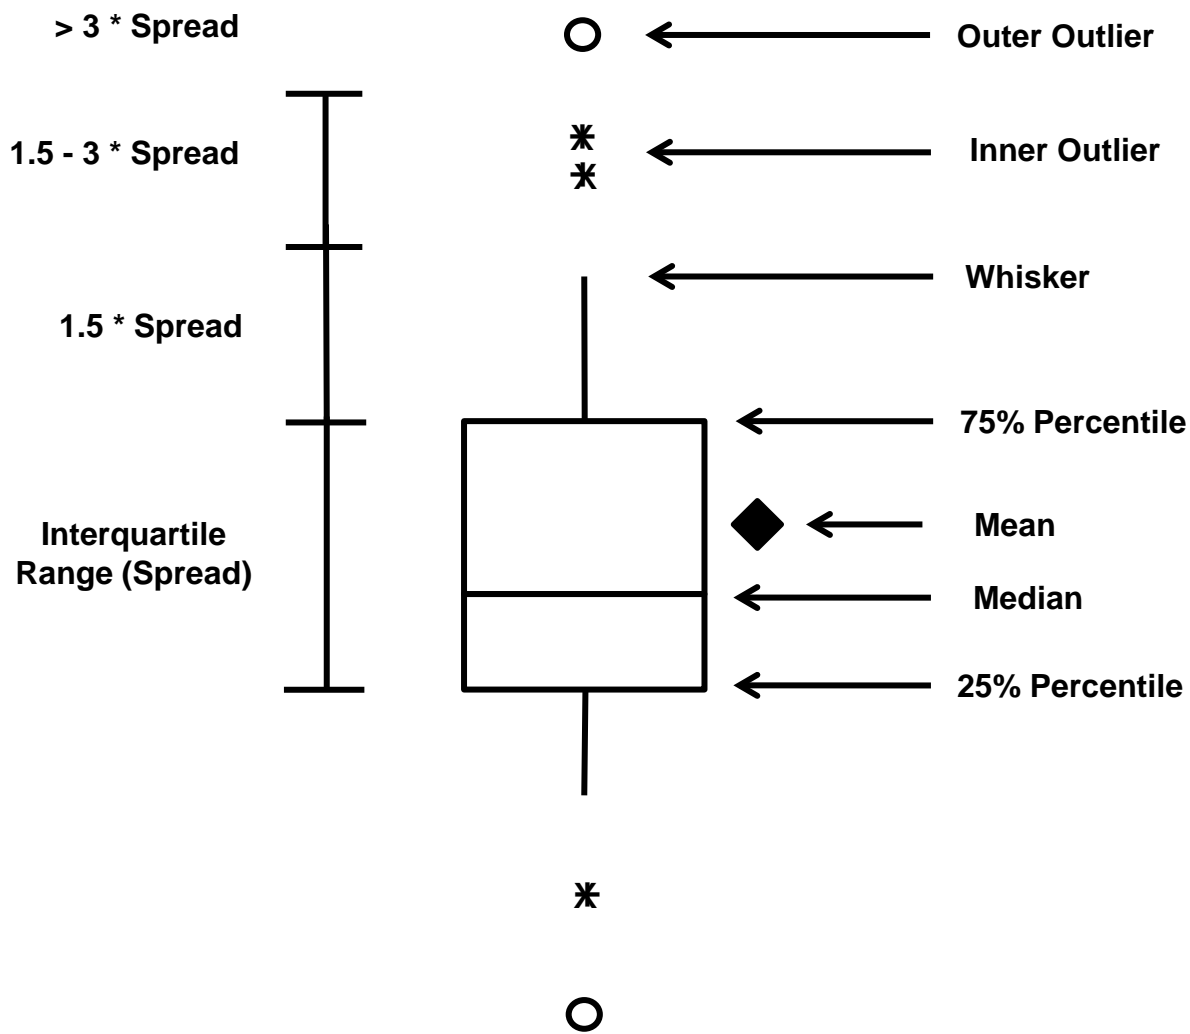 > 3 * Spread
Outer Outlier
1.5 - 3 * Spread
Inner Outlier
Whisker
1.5 * Spread
75% Percentile
Interquartile
Range (Spread)
Mean
Median
25% Percentile